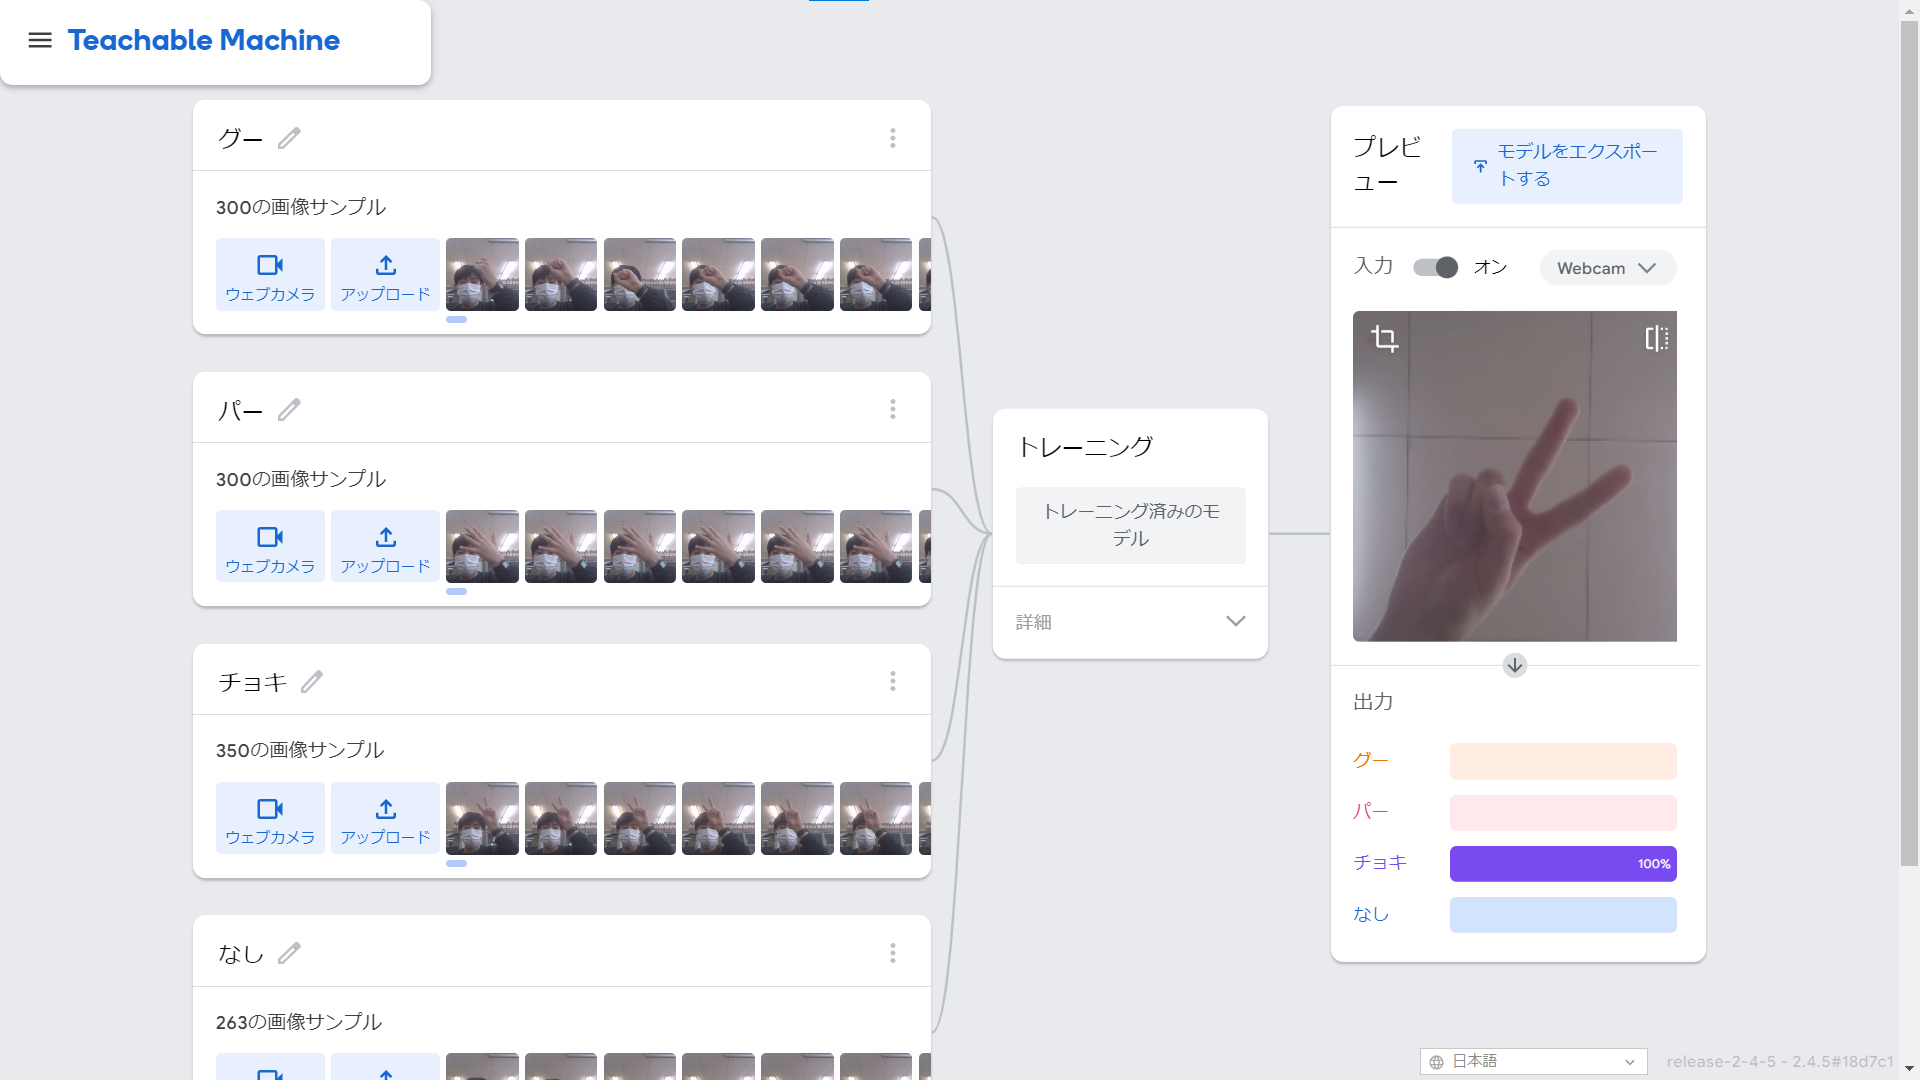 Teachable Machine
グー
300の画像サンプル
ウェブカメラ
アップロード
パー
300の画像サンプル
ウェブカメラ
アップロード
チョキ
350の画像サンプル
ウェブカメラ
アップロード
なし
263の画像サンプル
トレーニング
トレーニング済みのモ
デル
詳細
プレビ
ュー
モデルをエクスポー
トする
入力
オン
Webcam
出力
グー
パー
チョキ
100%
なし
日本語
release-2-4-5 - 2.4.5#18d7c1